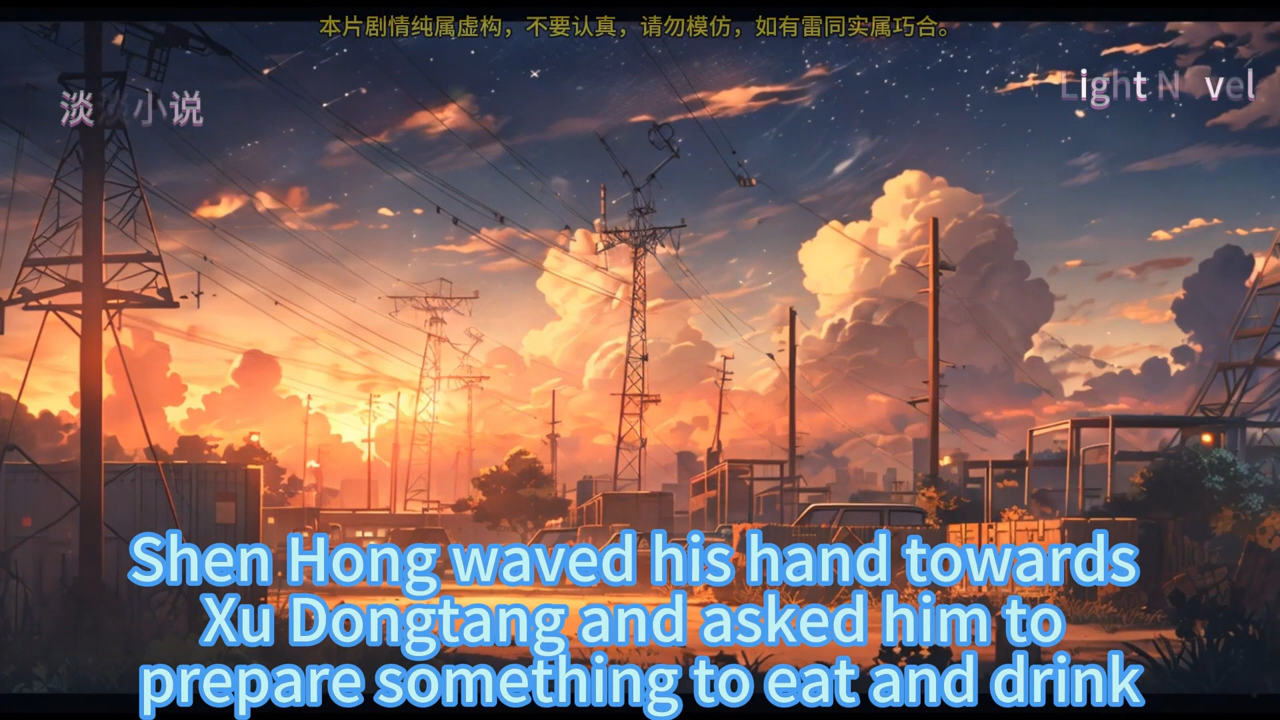 本片剧情纯属虚构，不要认真，请勿模仿，如有雷同实属巧合。
淡 小说
Light N vel
Shen Hong waved his hand towards
Xu Dongtang and asked him to
prepare something to eat and drink